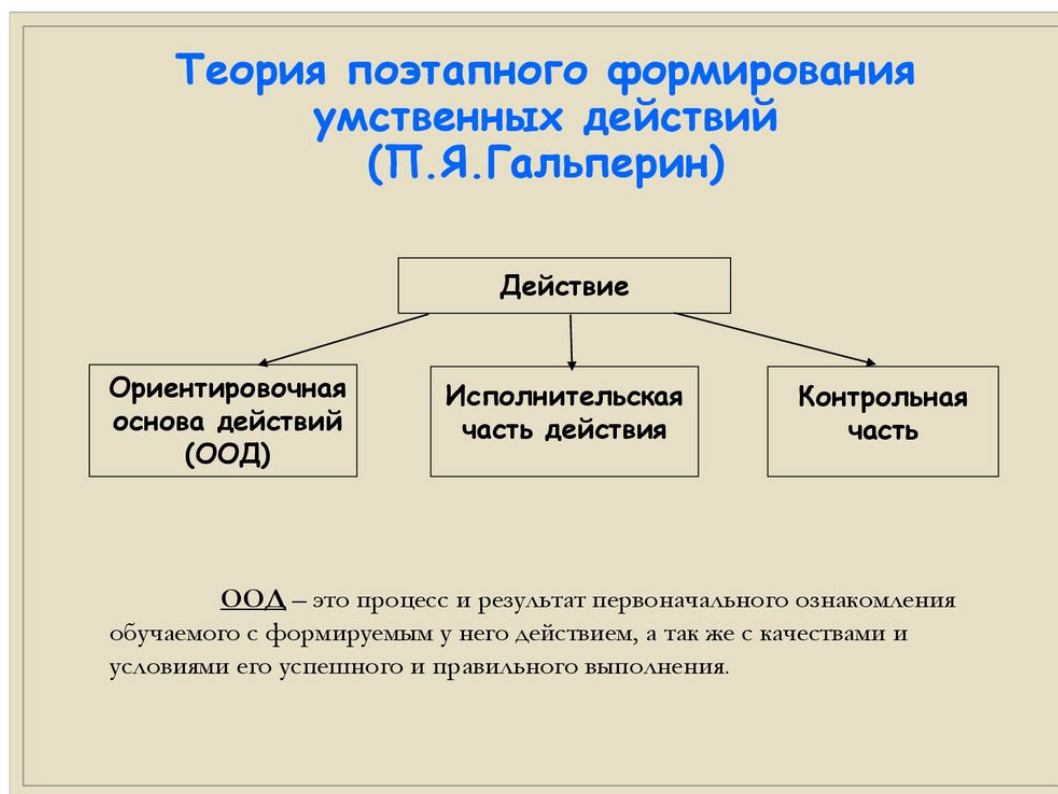 Теория поэтапного формирования
умственных действий
(П.Я.Гальперин)
Действие
Ориентировочная
основа действий
(ООД)
Исполнительская
часть действия
Контрольная
часть
ООД – это процесс и результат первоначального ознакомления
обучаемого с формируемым у него действием, а так же с качествами и
условиями его успешного и правильного выполнения.